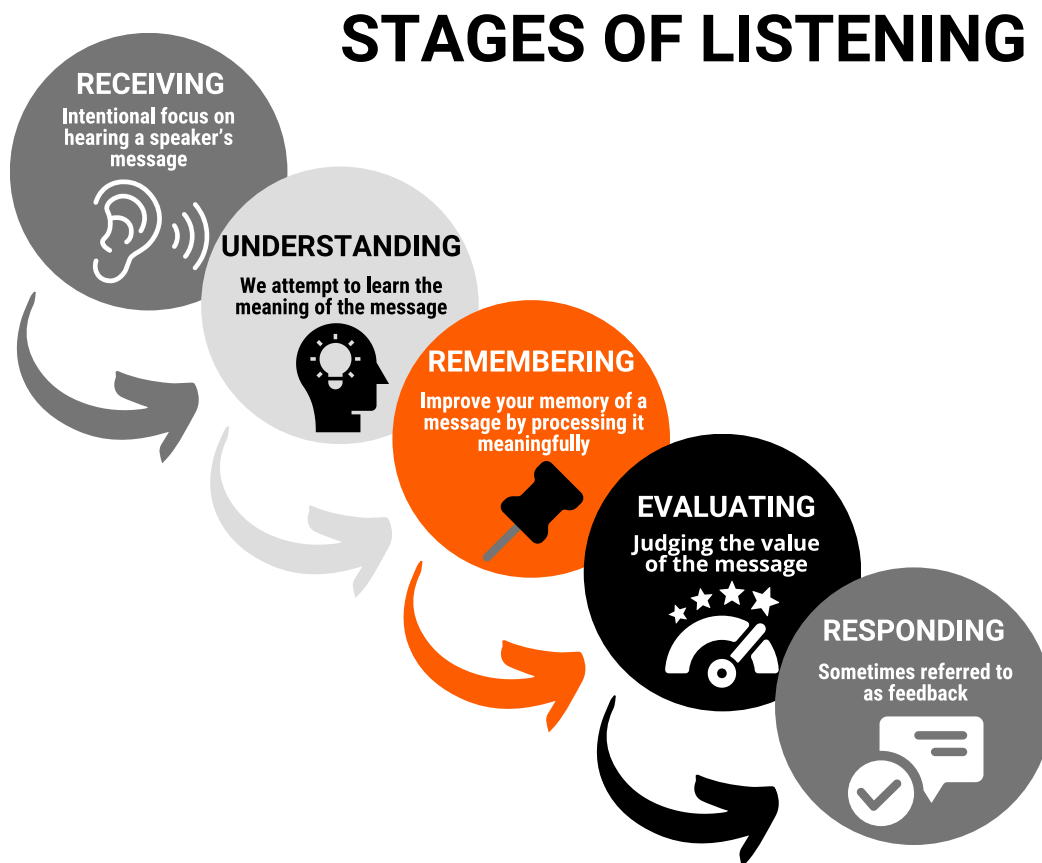 STAGES OF LISTENING
RECEIVING
Intentional focus on
hearing a speaker's
message
UNDERSTANDING
We attempt to learn the
meaning of the message
REMEMBERING
Improve your memory of a
message by processing it
meaningfully
EVALUATING
Judging the value
of the message
RESPONDING
Sometimes referred to
as feedback